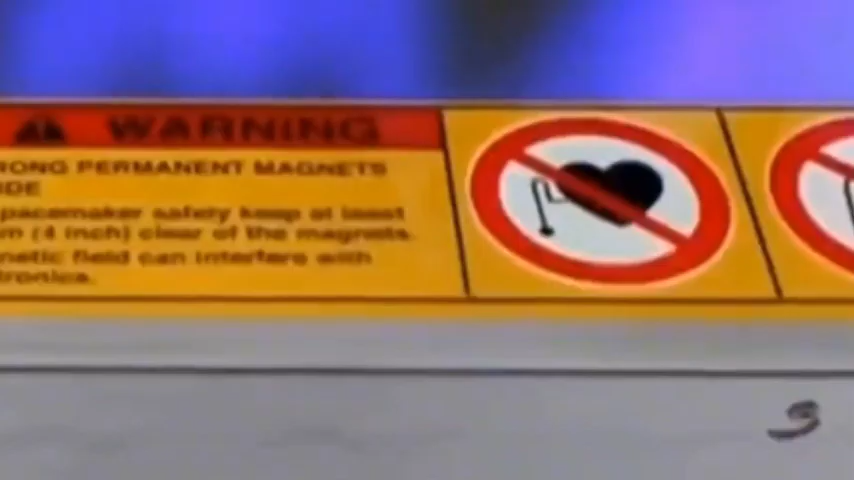 WARNING
RONG PERMANENT MAGNETS
IDE
pacemaker safety keep at least
m (4 inch) clear of the magnets.
netic field can interfere with
tronics.